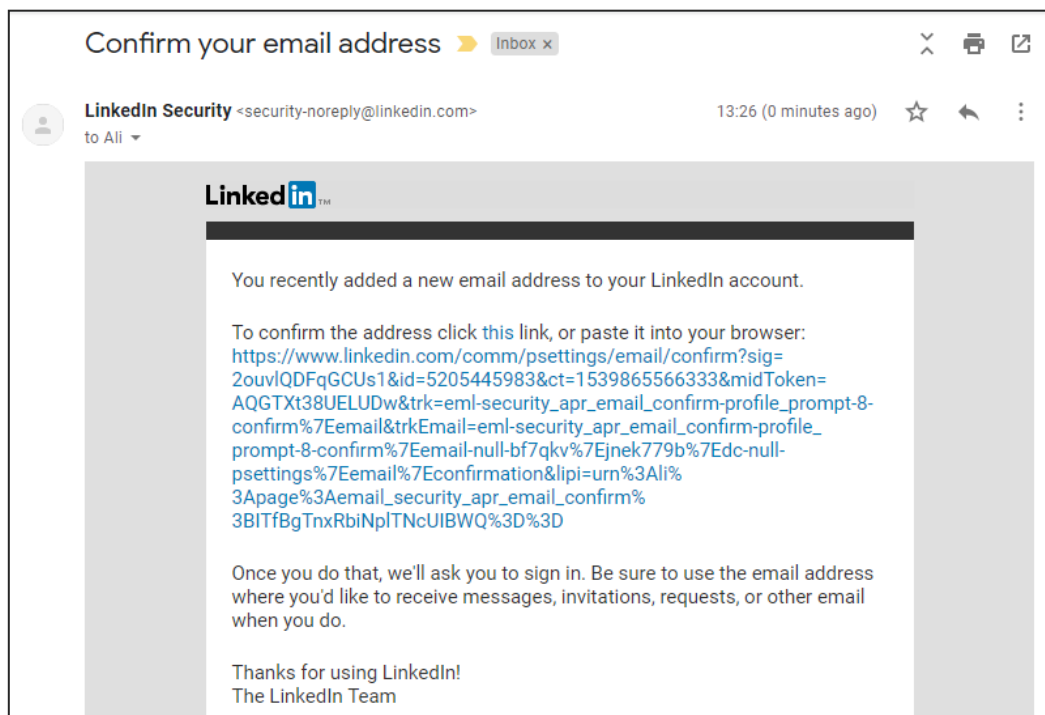 Confirm your email address Inbox x
LinkedIn Security <security-noreply@linkedin.com> 13:26 (0 minutes ago)
to Ali
Linked in TM
You recently added a new email address to your LinkedIn account.
To confirm the address click this link, or paste it into your browser:
https://www.linkedin.com/comm/psettings/email/confirm?sig=
2ouvlQDFqGCUs1&id=5205445983&ct=1539865566333&midToken=
AQGTXt38UELUDw&trk=eml-security_apr_email_confirm-profile_prompt-8-
confirm%7Eemail&trkEmail=eml-security_apr_email_confirm-profile_
prompt-8-confirm%7Eemail-null-bf7qkv%7Ejnek779b%7Edc-null-
psettings%7Eemail%7Econfirmation&lipi=urn%3Ali%
3Apage%3Aemail_security_apr_email_confirm%
3BITfBgTnxRbiNplTNcUIBWQ%3D%3D
Once you do that, we'll ask you to sign in. Be sure to use the email address
where you'd like to receive messages, invitations, requests, or other email
when you do.
Thanks for using LinkedIn!
The LinkedIn Team